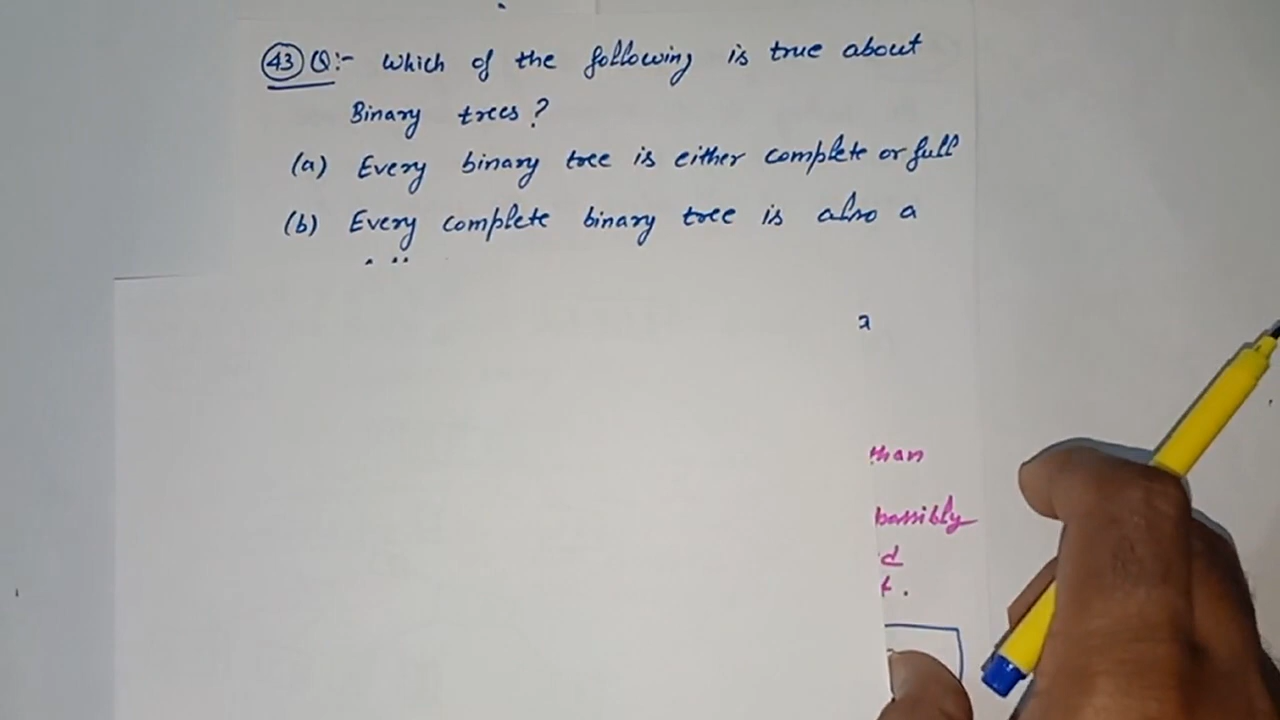 43 Q:- Which of the following is true about
Binary trees?
(a) Every binary tree is either complete or full
(b) Every complete binary tree is also a
a
than
possibly
d
t.